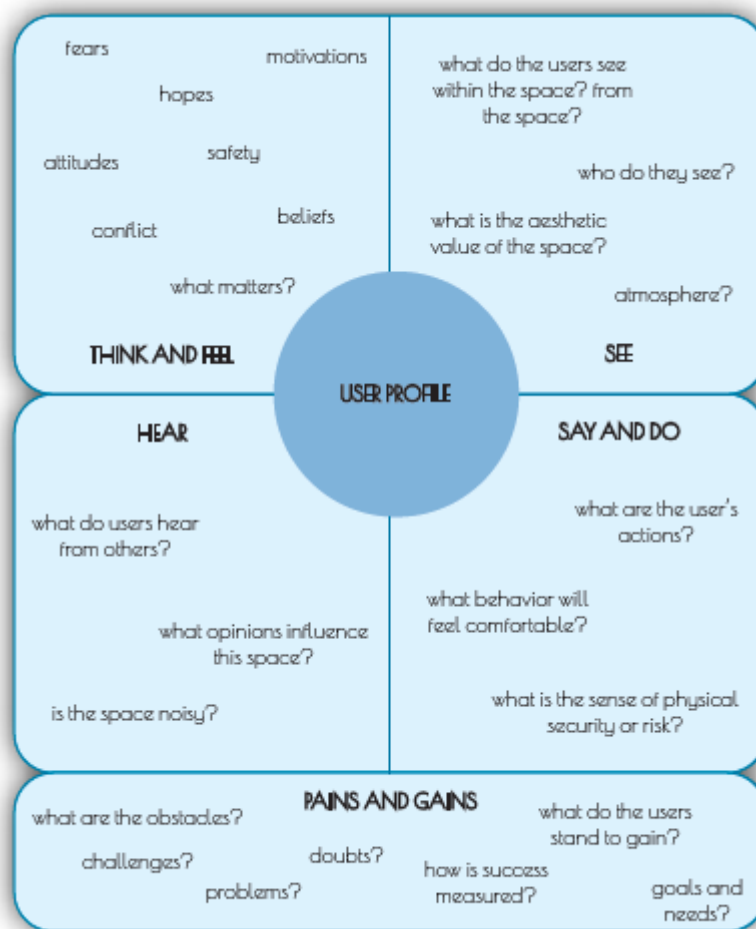 fears
motivations
hopes
attitudes
safety
conflict
beliefs
what matters?
THINK AND FEEL
what do the users see
within the space? from
the space?
who do they see?
what is the aesthetic
value of the space?
atmosphere?
SEE
USER PROFILE
HEAR
what do users hear
from others?
what opinions influence
this space?
is the space noisy?
SAY AND DO
what are the user's
actions?
what behavior will
feel comfortable?
what is the sense of physical
security or risk?
PAINS AND GAINS
what are the obstacles?
challenges?
problems?
doubts?
how is success
measured?
what do the users
stand to gain?
goals and
needs?